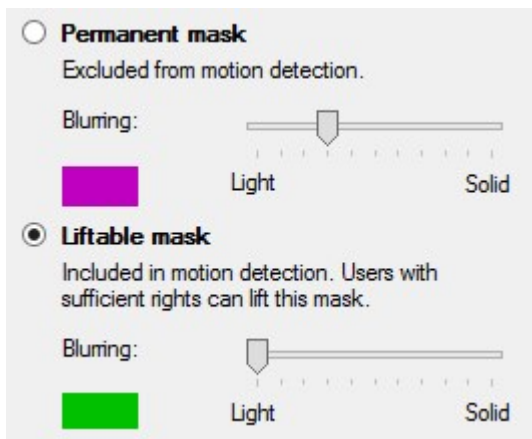 Permanent mask
Excluded from motion detection.
Blurring:
Light Solid
Liftable mask
Included in motion detection. Users with
sufficient rights can lift this mask.
Blurring:
Light Solid